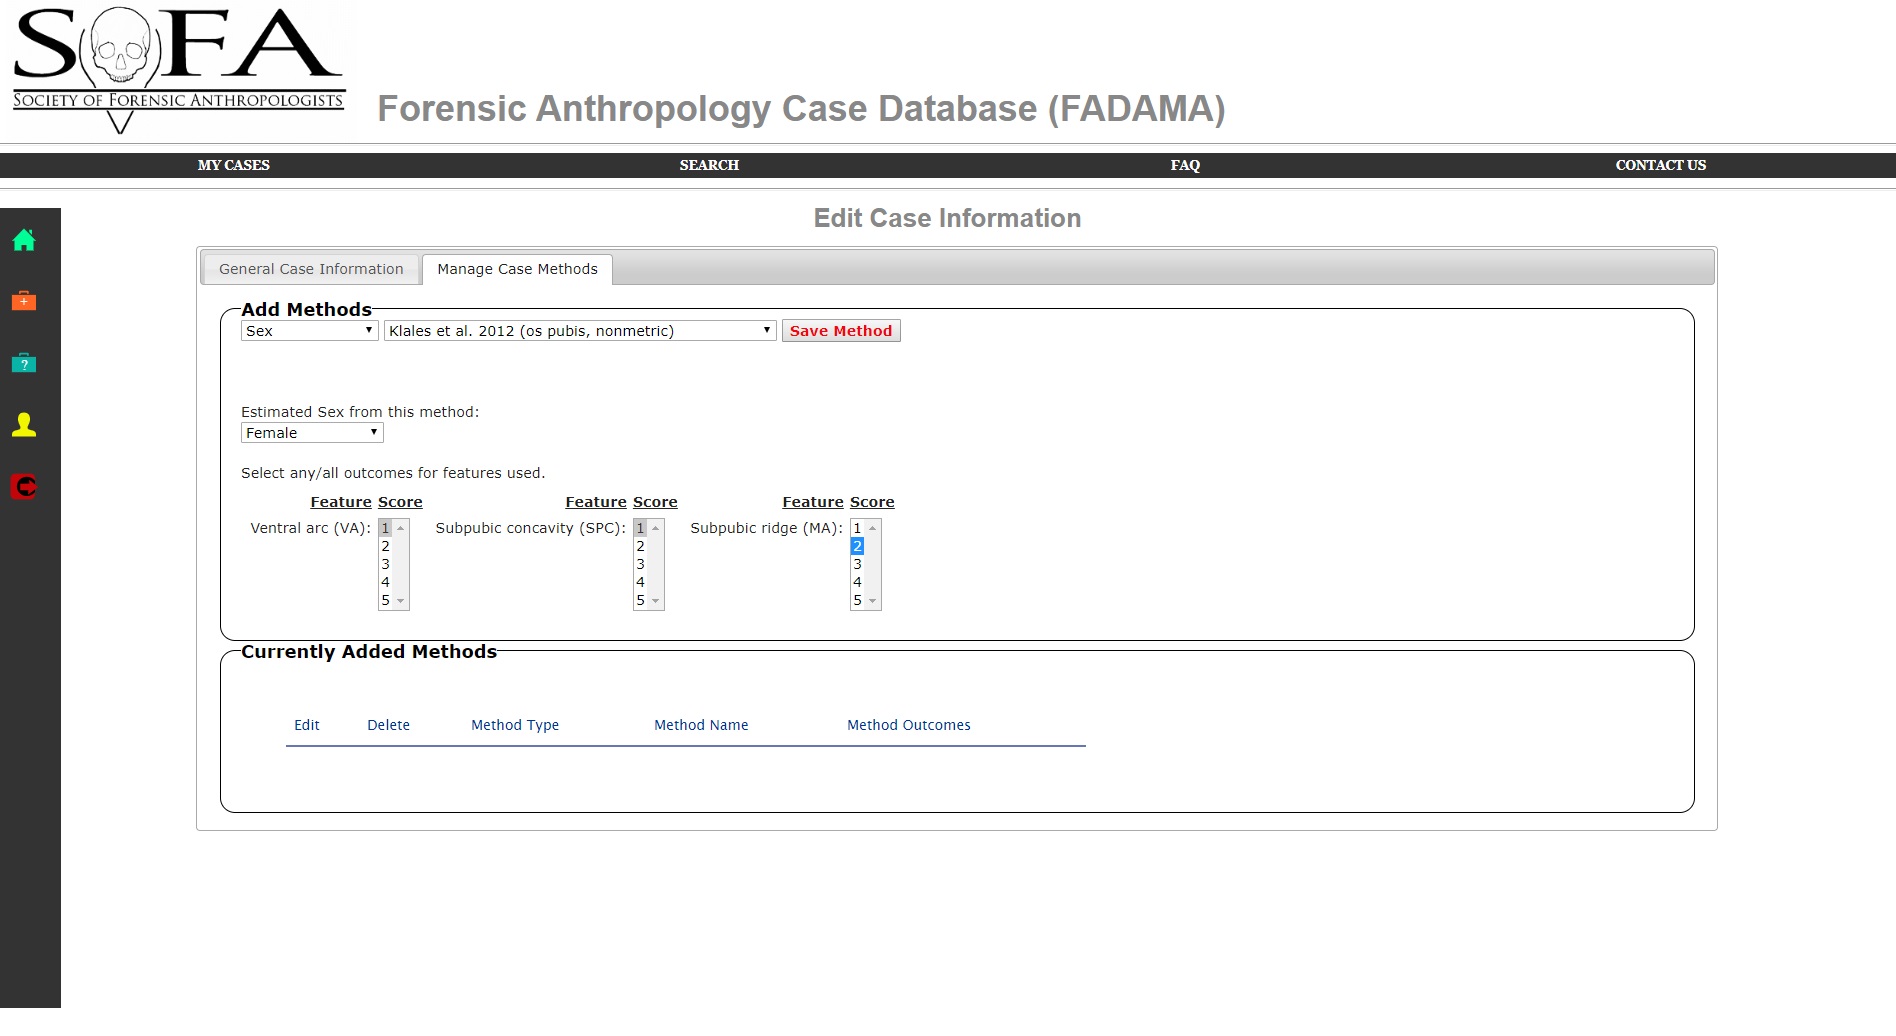 SOFA
SOCIETY OF FORENSIC ANTHROPOLOGISTS
Forensic Anthropology Case Database (FADAMA)
MY CASES SEARCH FAQ CONTACT US
Edit Case Information
General Case Information Manage Case Methods
Add Methods
Sex Klales et al. 2012 (os pubis, nonmetric) Save Method
Estimated Sex from this method:
Female
Select any/all outcomes for features used.
Feature Score Feature Score Feature Score
Ventral arc (VA): 1 Subpubic concavity (SPC): 1 Subpubic ridge (MA): 1
2 2 2
3 3 3
4 4 4
5 5 5
Currently Added Methods
Edit Delete Method Type Method Name Method Outcomes